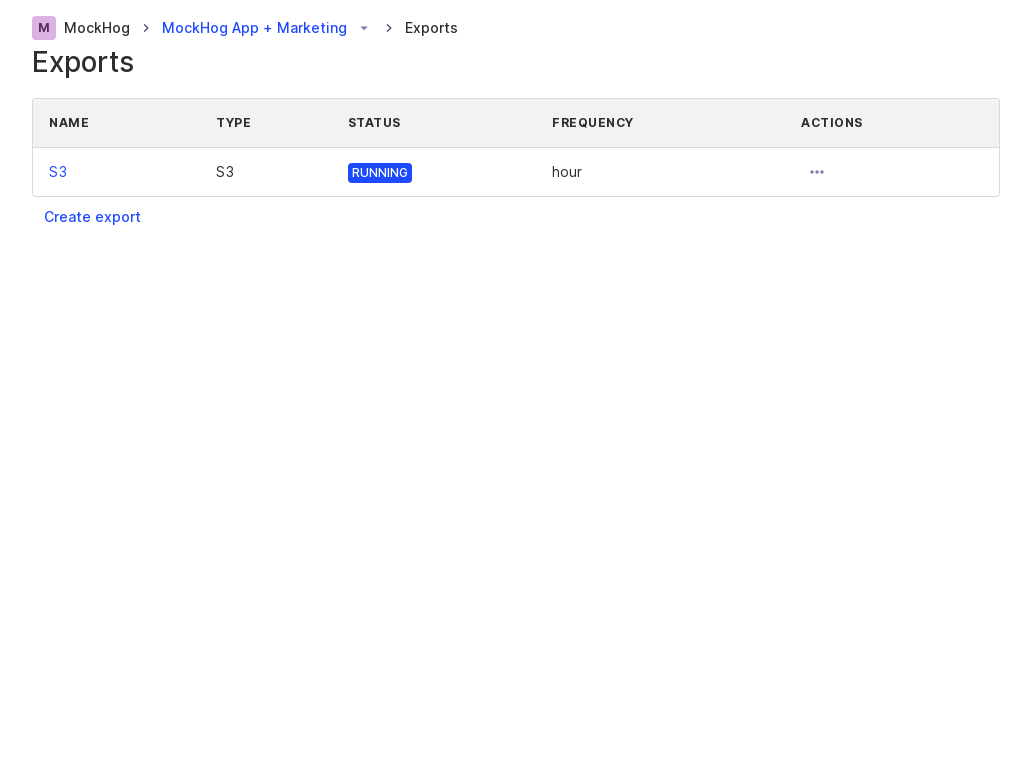 M MockHog MockHog App + Marketing Exports
Exports
NAME TYPE STATUS FREQUENCY ACTIONS
S3 S3 RUNNING hour
Create export